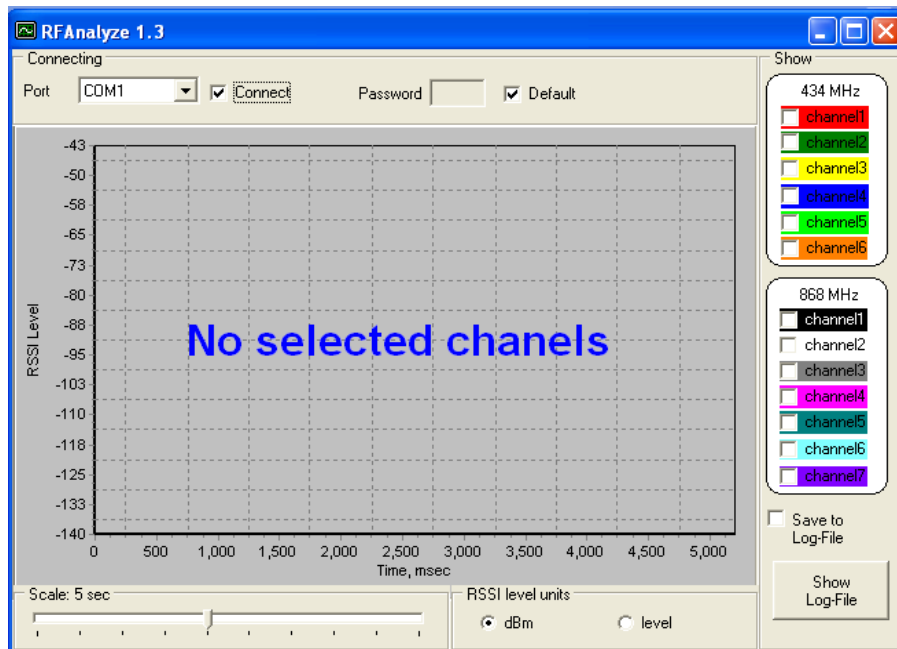 RFAnalyze 1.3
Connecting
Port COM1 Connect Password Default
-43
-50
-58
-65
-73
-80
-88
-95
-103
-110
-118
-125
-133
-140
RSSI Level
No selected chanels
0 500 1,000 1,500 2,000 2,500 3,000 3,500 4,000 4,500 5,000
Time, msec
Scale: 5 sec
RSSI level units
dBm level
Show
434 MHz
channel1
channel2
channel3
channel4
channel5
channel6
868 MHz
channel1
channel2
channel3
channel4
channel5
channel6
channel7
Save to
Log-File
Show
Log-File